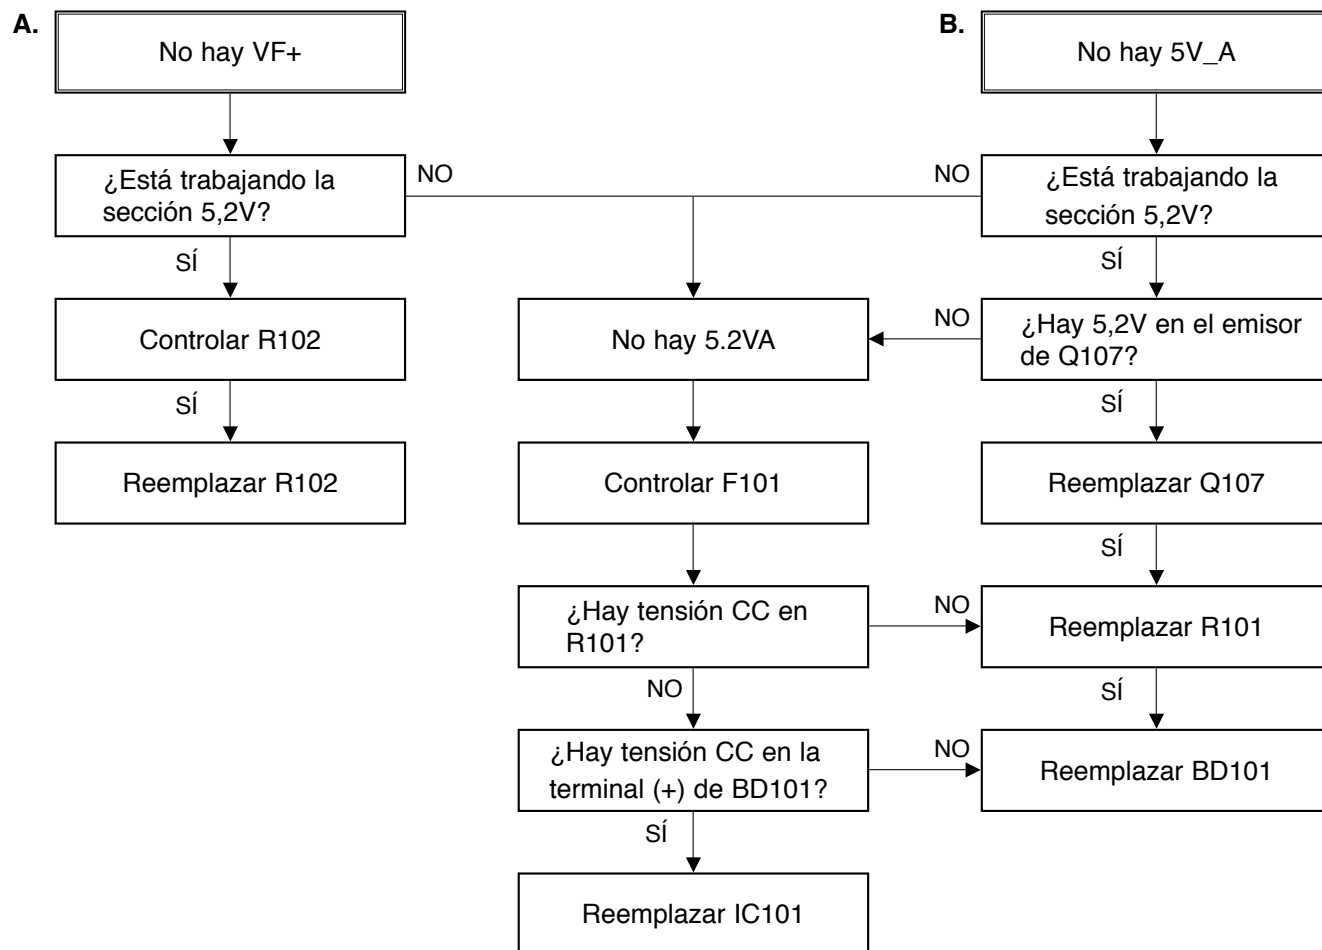 A.
No hay VF+
B.
No hay 5V_A
¿Está trabajando la
sección 5,2V?
NO
NO
¿Está trabajando la
sección 5,2V?
SÍ
SÍ
Controlar R102
No hay 5.2VA
NO
¿Hay 5,2V en el emisor
de Q107?
SÍ
SÍ
Reemplazar R102
Controlar F101
Reemplazar Q107
SÍ
¿Hay tensión CC en
R101?
NO
Reemplazar R101
NO
SÍ
¿Hay tensión CC en la
terminal (+) de BD101?
NO
Reemplazar BD101
SÍ
Reemplazar IC101